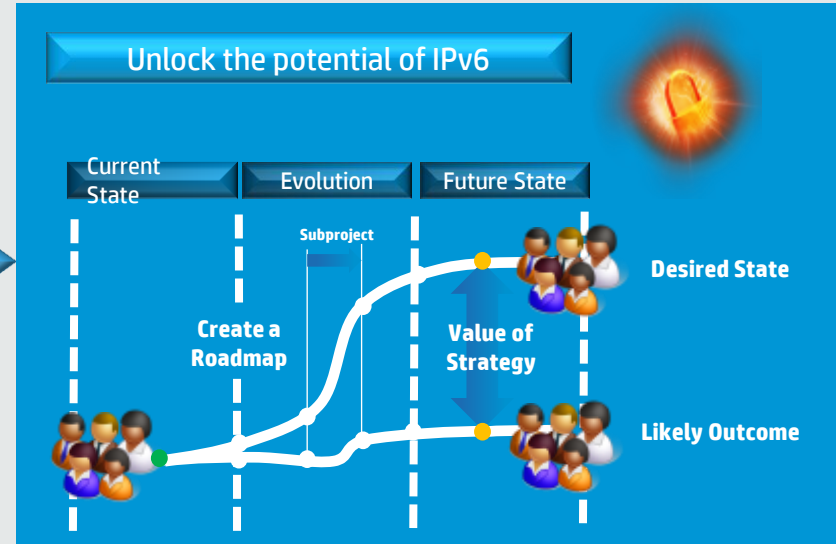 Unlock the potential of IPv6
Current
State
Evolution
Future State
Subproject
Desired State
Create a
Roadmap
Value of
Strategy
Likely Outcome